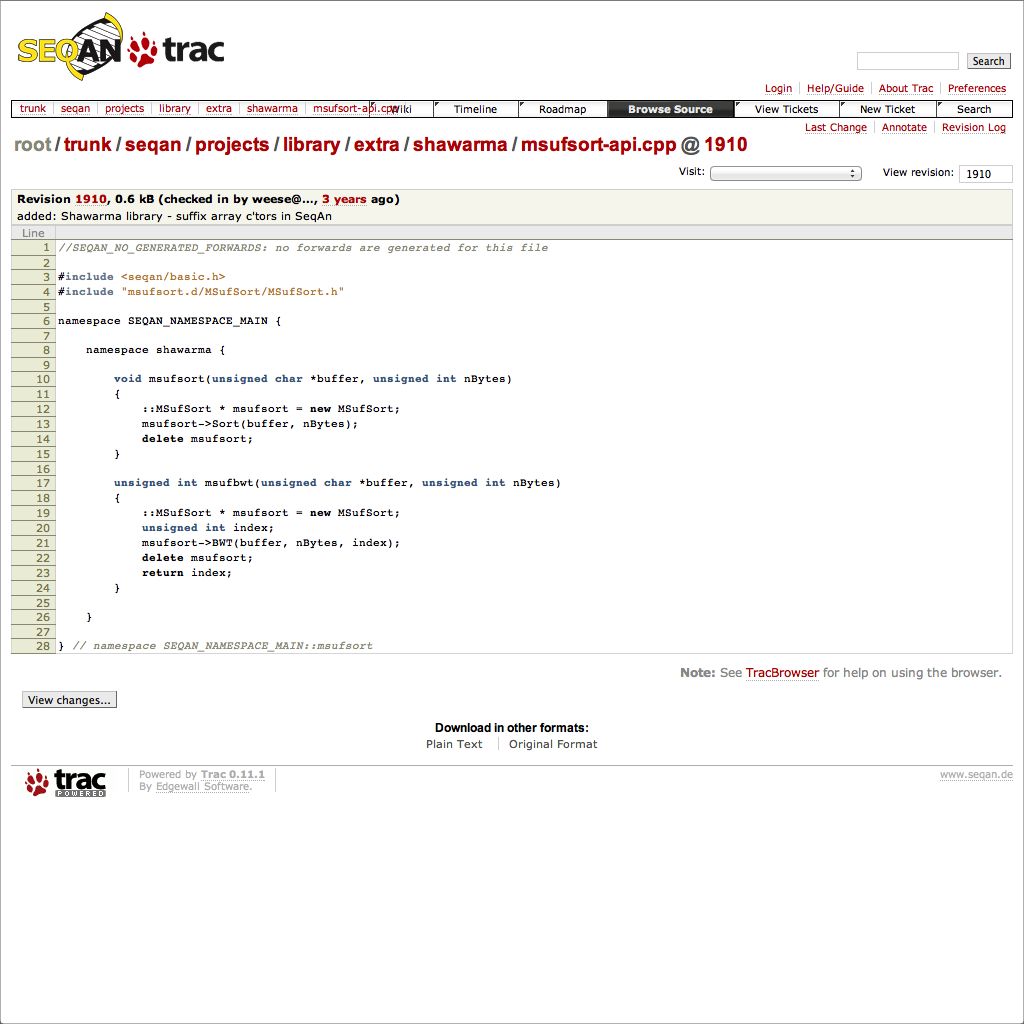 SEQAN trac
Search
Login Help/Guide About Trac Preferences
trunk seqan projects library extra shawarma msufsort-api.cpp Wiki Timeline Roadmap Browse Source View Tickets New Ticket Search
Last Change Annotate Revision Log
root / trunk / seqan / projects / library / extra / shawarma / msufsort-api.cpp @ 1910
Visit: View revision: 1910
Revision 1910, 0.6 kB (checked in by weese@…, 3 years ago)
added: Shawarma library - suffix array c'tors in SeqAn
Line
1 //SEQAN_NO_GENERATED_FORWARDS: no forwards are generated for this file
2
3 #include <seqan/basic.h>
4 #include "msufsort.d/MSufSort/MSufSort.h"
5
6 namespace SEQAN_NAMESPACE_MAIN {
7
8 namespace shawarma {
9
10 void msufsort(unsigned char *buffer, unsigned int nBytes)
11 {
12 ::MSufSort * msufsort = new MSufSort;
13 msufsort->Sort(buffer, nBytes);
14 delete msufsort;
15 }
16
17 unsigned int msufbwt(unsigned char *buffer, unsigned int nBytes)
18 {
19 ::MSufSort * msufsort = new MSufSort;
20 unsigned int index;
21 msufsort->BWT(buffer, nBytes, index);
22 delete msufsort;
23 return index;
24 }
25
26 }
27
28 } // namespace SEQAN_NAMESPACE_MAIN::msufsort
Note: See TracBrowser for help on using the browser.
View changes...
Download in other formats:
Plain Text Original Format
trac POWERED
Powered by Trac 0.11.1
By Edgewall Software.
www.seqan.de